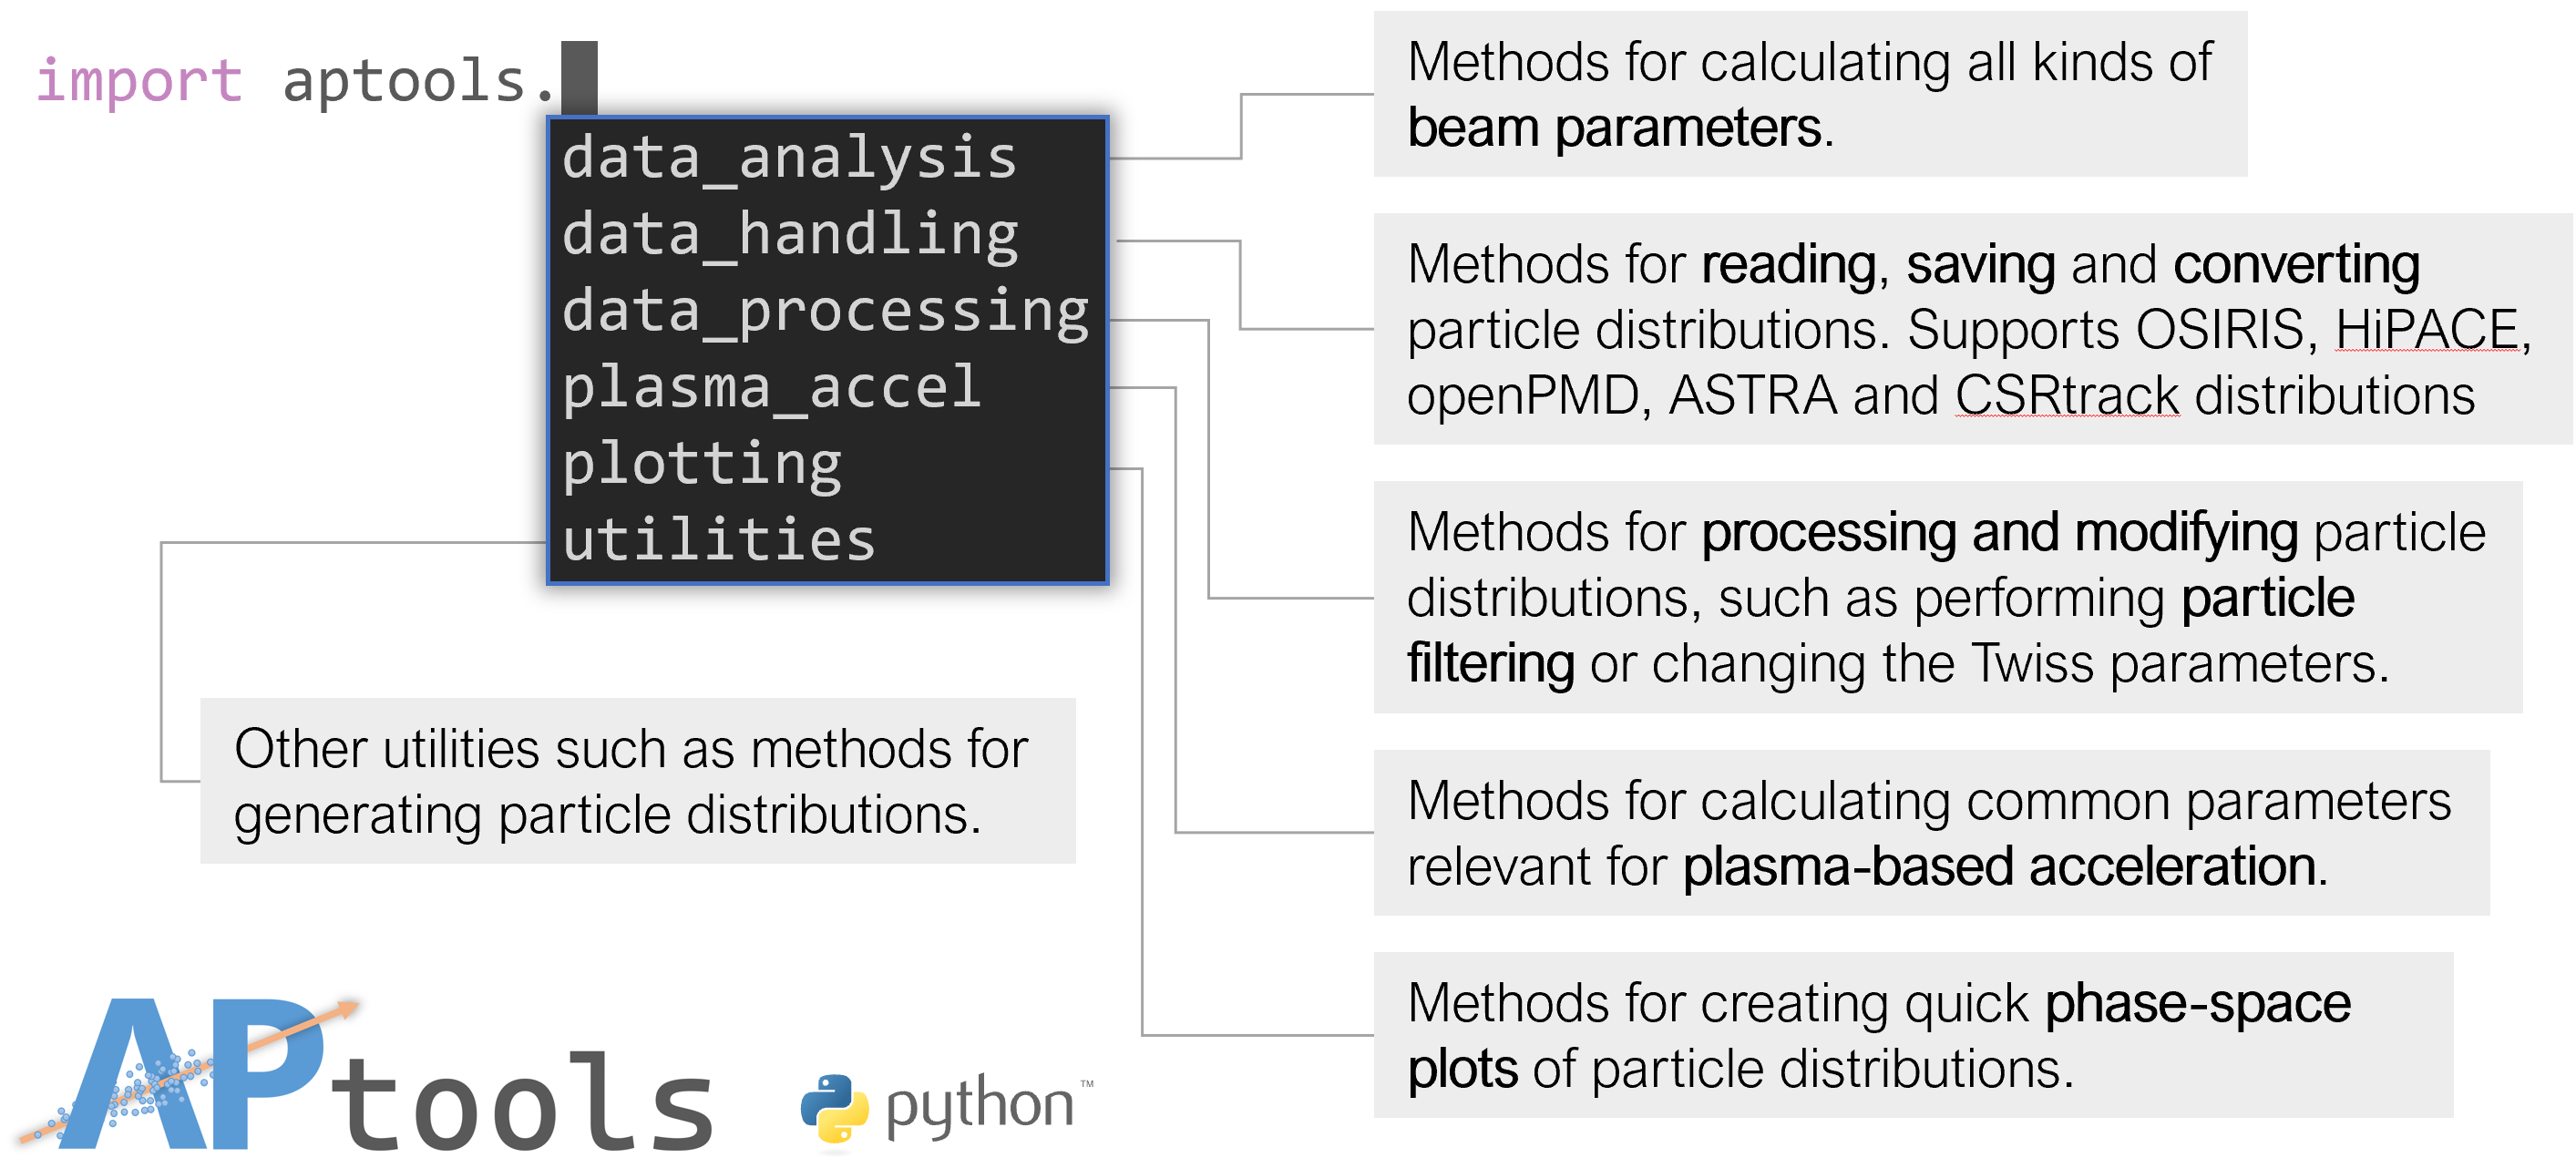 import aptools.
data_analysis
data_handling
data_processing
plasma_accel
plotting
utilities
Methods for calculating all kinds of
beam parameters.
Methods for reading, saving and converting
particle distributions. Supports OSIRIS, HiPACE,
openPMD, ASTRA and CSRtrack distributions
Methods for processing and modifying particle
distributions, such as performing particle
filtering or changing the Twiss parameters.
Methods for calculating common parameters
relevant for plasma-based acceleration.
Methods for creating quick phase-space
plots of particle distributions.
Other utilities such as methods for
generating particle distributions.
APtools
python™